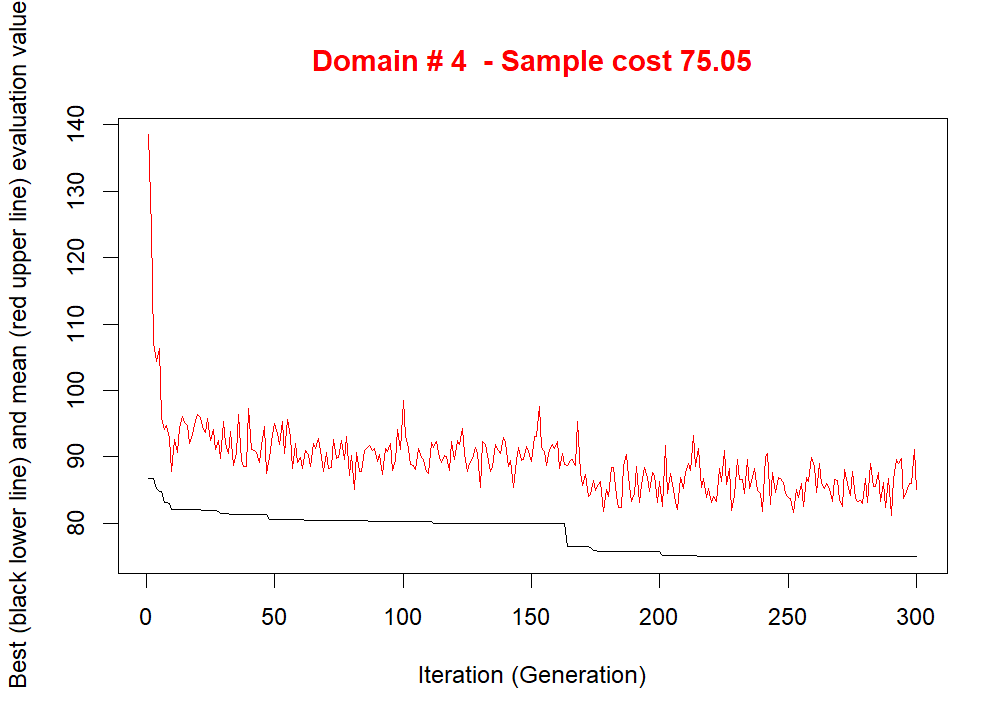 Domain # 4  - Sample cost 75.05
Best (black lower line) and mean (red upper line) evaluation value
140
130
120
110
100
90
80
0 50 100 150 200 250 300
Iteration (Generation)